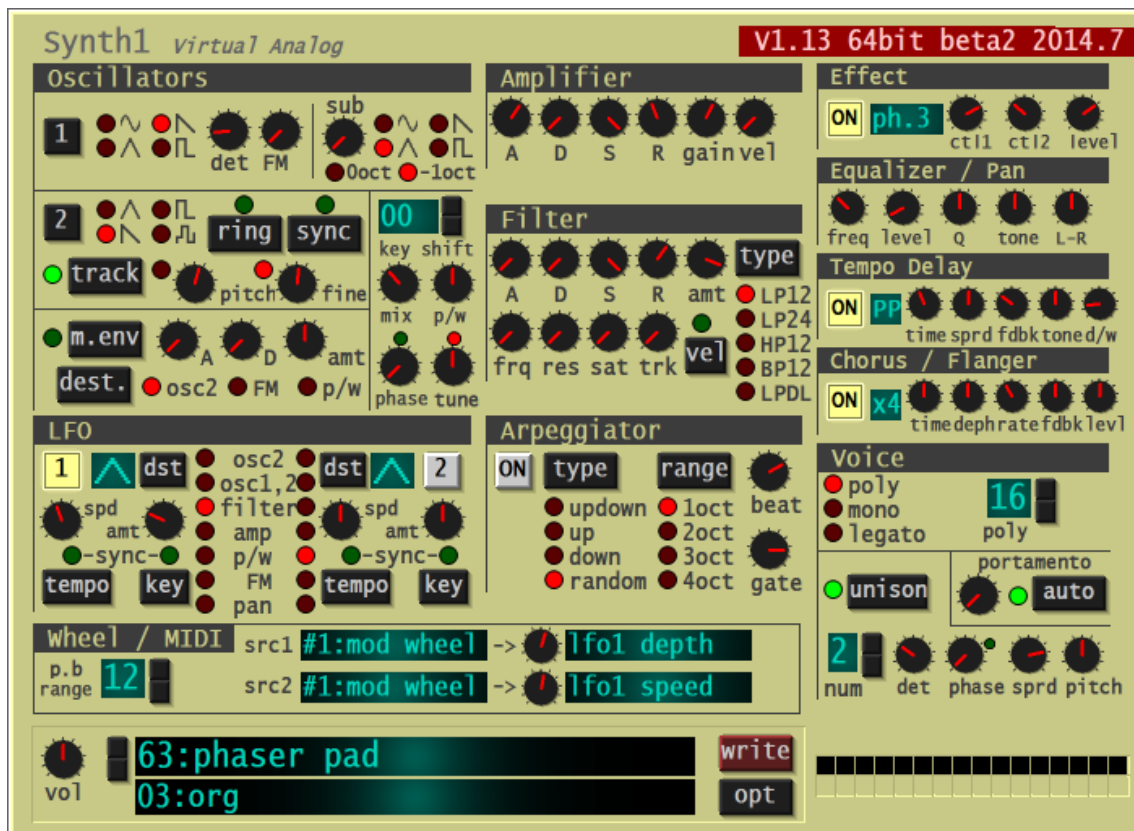 Synth1 Virtual Analog
V1.13 64bit beta2 2014.7
Oscillators
1
det FM
sub
0oct -1oct
2
ring sync
track
pitch fine
00
key shift
mix p/w
phase tune
m.env
A D amt
dest. osc2 FM p/w
Amplifier
A D S R gain vel
Filter
A D S R amt
type
LP12
LP24
HP12
BP12
LPDL
frq res sat trk
vel
Effect
ON ph.3
ctl1 ctl2 level
Equalizer / Pan
freq level Q tone L-R
Tempo Delay
ON PP
time sprd fdbk toned/w
Chorus / Flanger
ON x4
timedephrate fdbk levl
LFO
1 dst
spd
amt
sync
tempo key
osc2
osc1,2
filter
amp
p/w
FM
pan
dst 2
spd
amt
sync
tempo key
Arpeggiator
ON type range
updown
up
down
random
1oct
2oct
3oct
4oct
beat
gate
Voice
poly
mono
legato
16
poly
unison
portamento
auto
2
num det phase sprd pitch
Wheel / MIDI
p.b
range 12
src1 #1:mod wheel -> lfo1 depth
src2 #1:mod wheel -> lfo1 speed
vol
63:phaser pad
03:org
write
opt